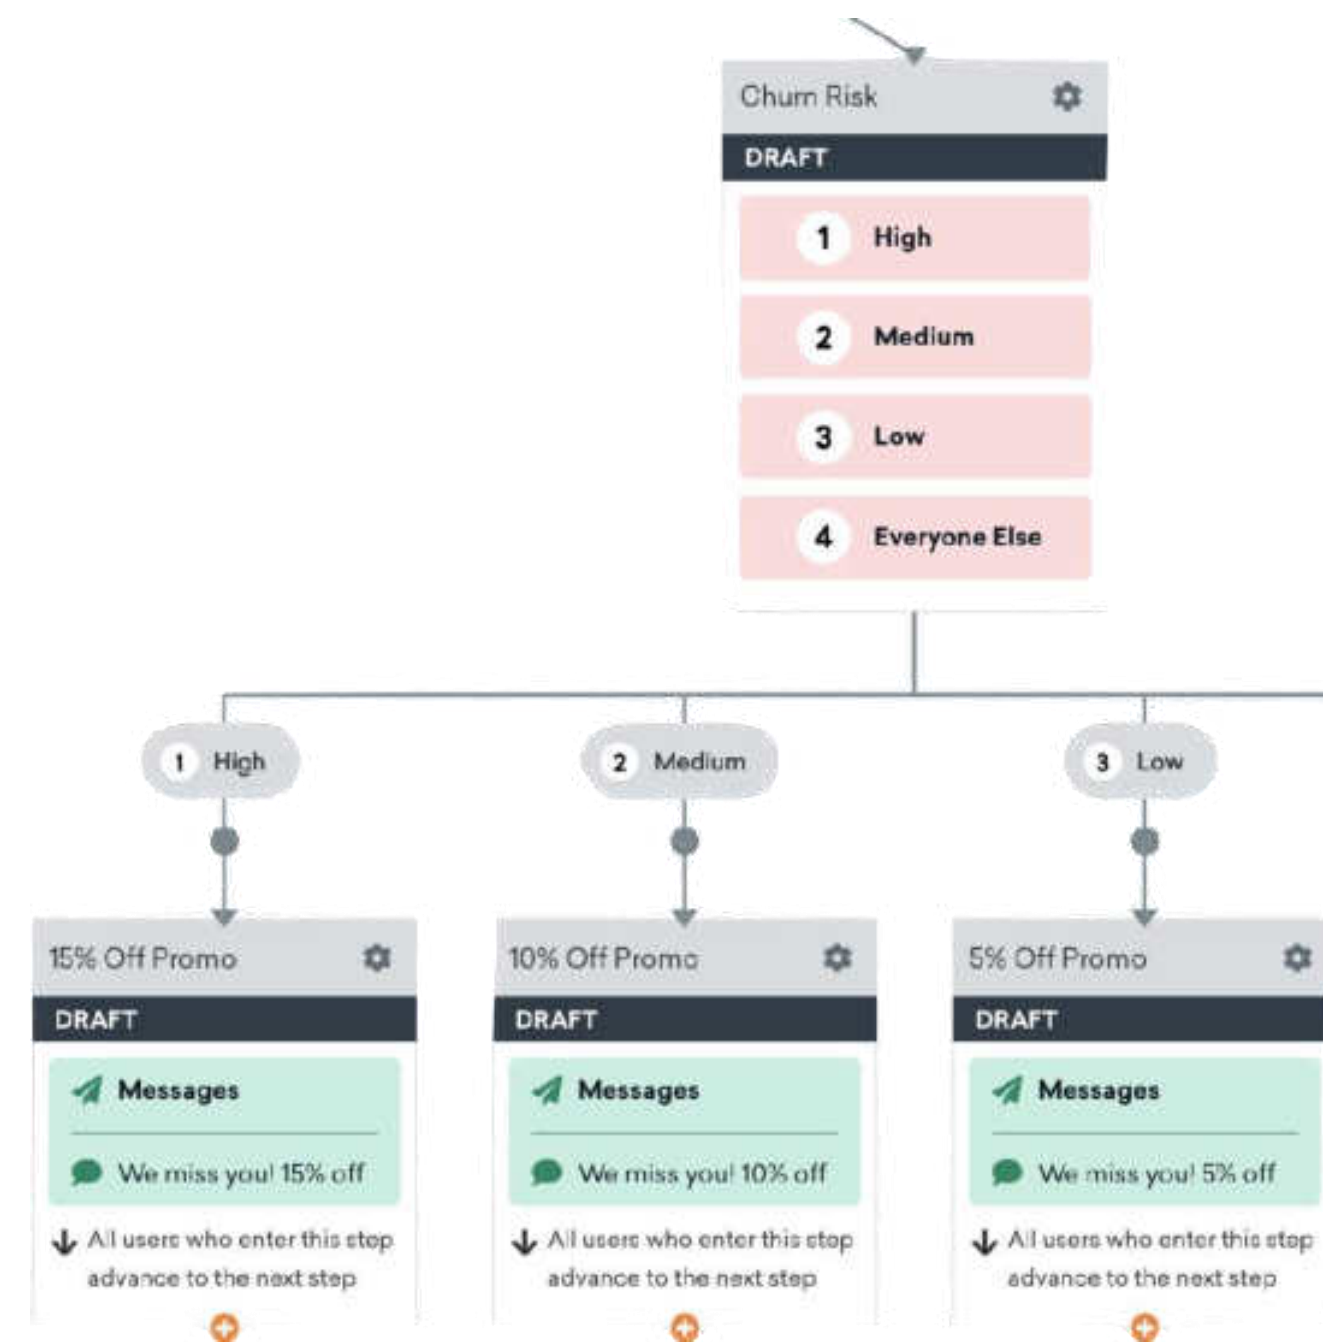 Churn Risk
DRAFT
1 High
2 Medium
3 Low
4 Everyone Else
1 High
2 Medium
3 Low
15% Off Promo
DRAFT
Messages
We miss you! 15% off
All users who enter this step
advance to the next step
10% Off Promo
DRAFT
Messages
We miss you! 10% off
All users who enter this step
advance to the next step
5% Off Promo
DRAFT
Messages
We miss you! 5% off
All users who enter this step
advance to the next step